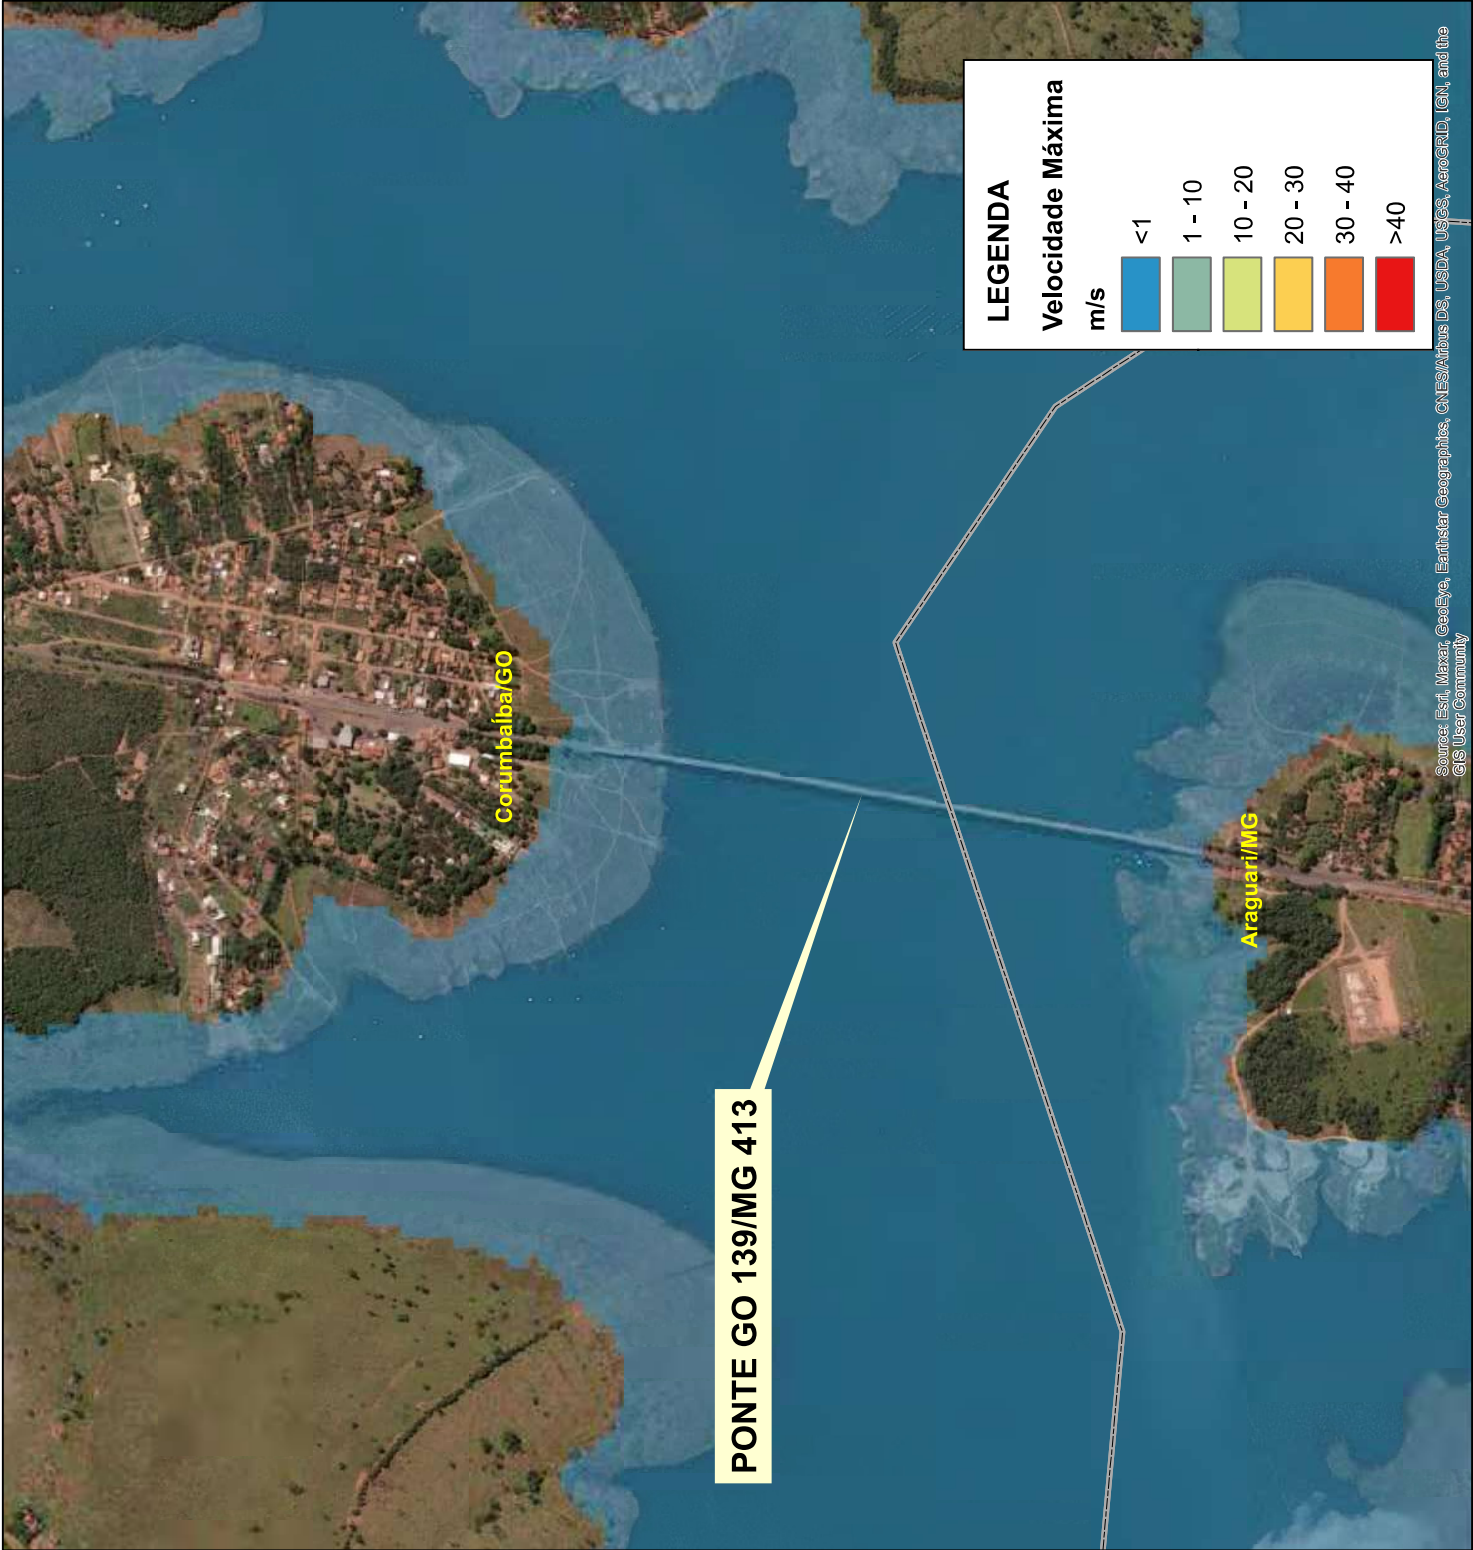 Corumbaíba/GO
PONTE GO 139/MG 413
Araguari/MG
LEGENDA
Velocidade Máxima
m/s
<1
1 - 10
10 - 20
20 - 30
30 - 40
>40
Source: Esri, Maxar, GeoEye, Earthstar Geographics, CNES/Airbus DS, USDA, USGS, AeroGRID, IGN, and the
GIS User Community